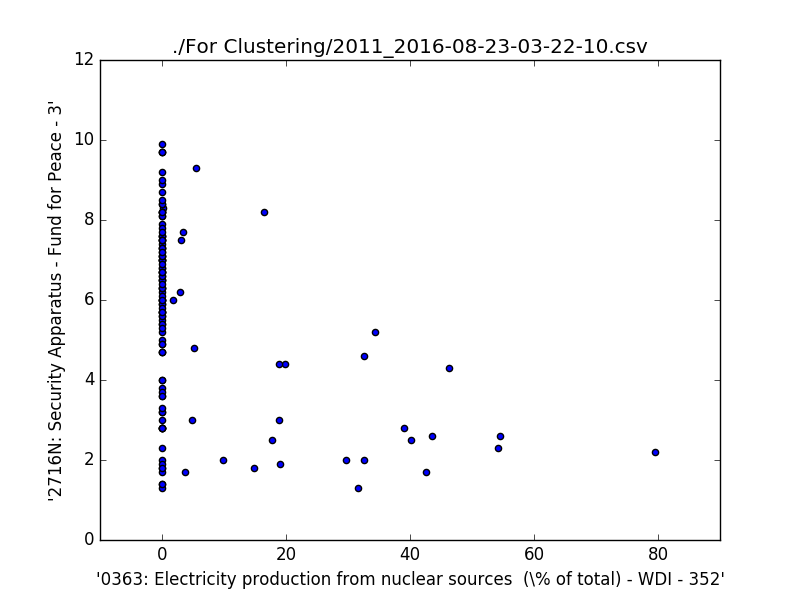 ./For Clustering/2011_2016-08-23-03-22-10.csv
12
10
8
6
4
2
0
'2716N: Security Apparatus - Fund for Peace - 3'
0 20 40 60 80
'0363: Electricity production from nuclear sources  (\% of total) - WDI - 352'